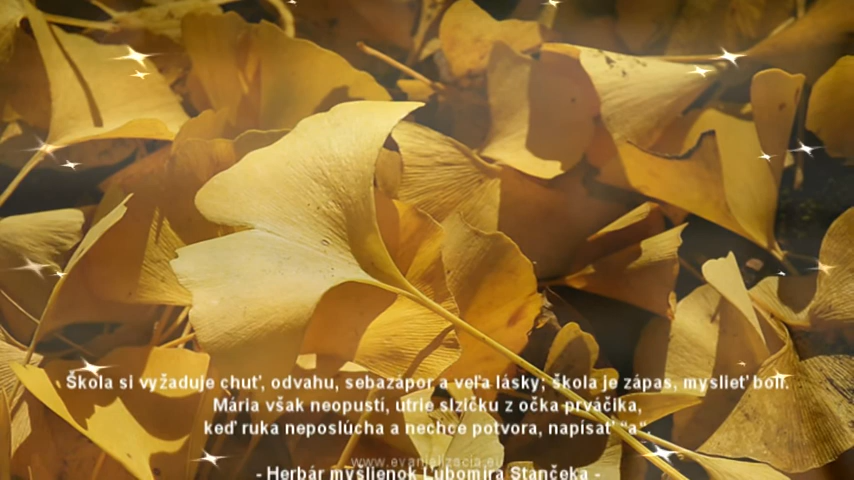 Škola si vyžaduje chuť, odvahu, sebazápor a veľa lásky; škola je zápas, myslieť bolí.
Mária však neopustí, utrie slzičku z očka prváčika,
keď ruka neposlúcha a nechce potvora, napísať “a”.
www.evanjelizacia.eu
- Herbár myšlienok Ľubomíra Stančeka -